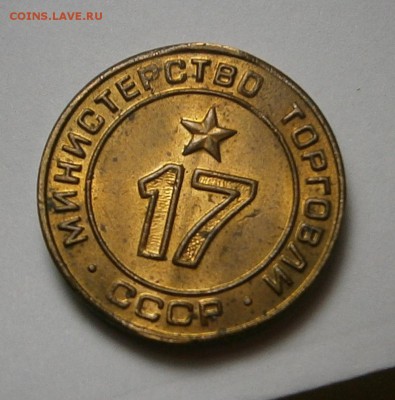 COINS.LAVE.RU
МИНИСТЕРСТВО ТОРГОВЛИ
17
· СССР ·